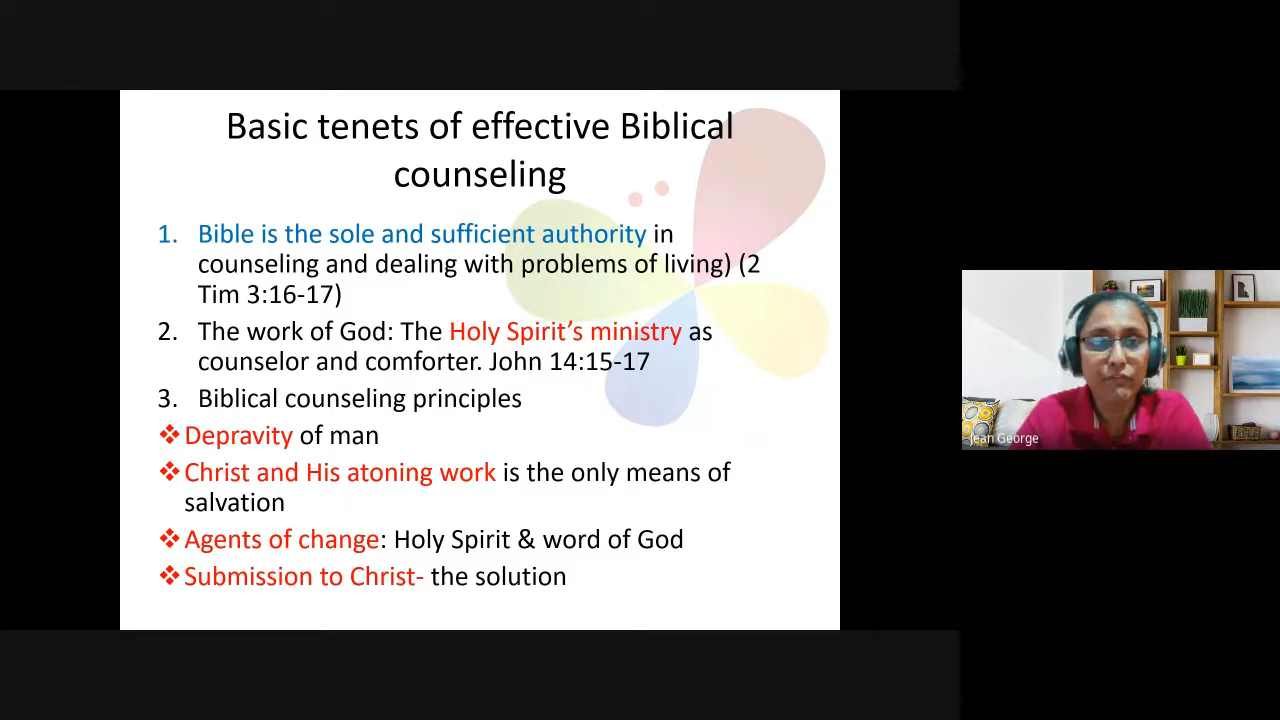 Basic tenets of effective Biblical
counseling
1. Bible is the sole and sufficient authority in
counseling and dealing with problems of living) (2
Tim 3:16-17)
2. The work of God: The Holy Spirit’s ministry as
counselor and comforter. John 14:15-17
3. Biblical counseling principles
❖Depravity of man
❖Christ and His atoning work is the only means of
salvation
❖Agents of change: Holy Spirit & word of God
❖Submission to Christ- the solution
Jean George